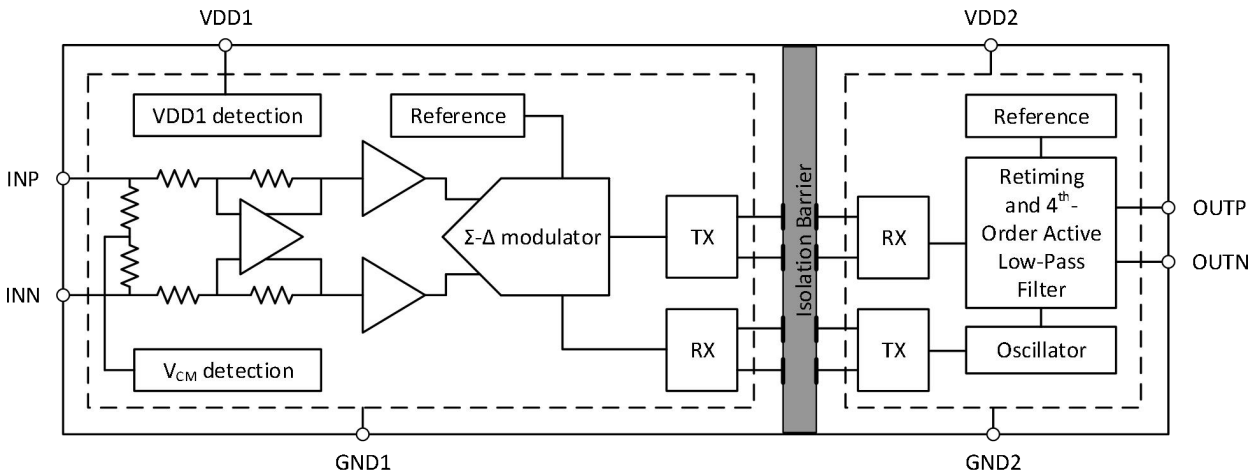 VDD1
VDD2
VDD1 detection
Reference
Reference
INP
Retiming
and 4th-
Order Active
Low-Pass
Filter
OUTP
Σ-Δ modulator
TX
Isolation Barrier
RX
OUTN
INN
RX
TX
Oscillator
VCM detection
GND1
GND2